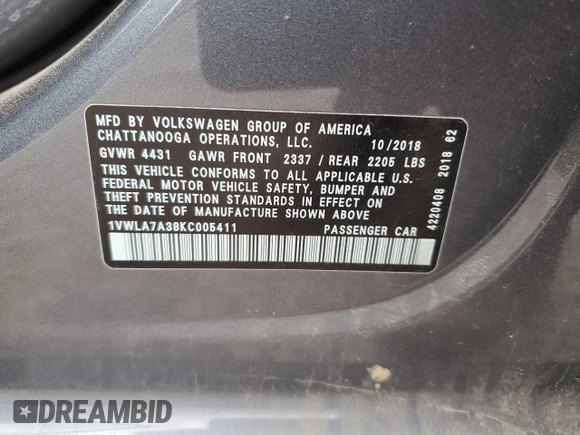 MFD BY VOLKSWAGEN GROUP OF AMERICA
CHATTANOOGA OPERATIONS, LLC. 10/2018
GVWR 4431 GAWR FRONT 2337 / REAR 2205 LBS
THIS VEHICLE CONFORMS TO ALL APPLICABLE U.S.
FEDERAL MOTOR VEHICLE SAFETY, BUMPER AND
THEFT PREVENTION STANDARDS IN EFFECT ON
THE DATE OF MANUFACTURE SHOWN ABOVE
1VWLA7A38KC005411 PASSENGER CAR
4220408 2018 62
DREAMBID